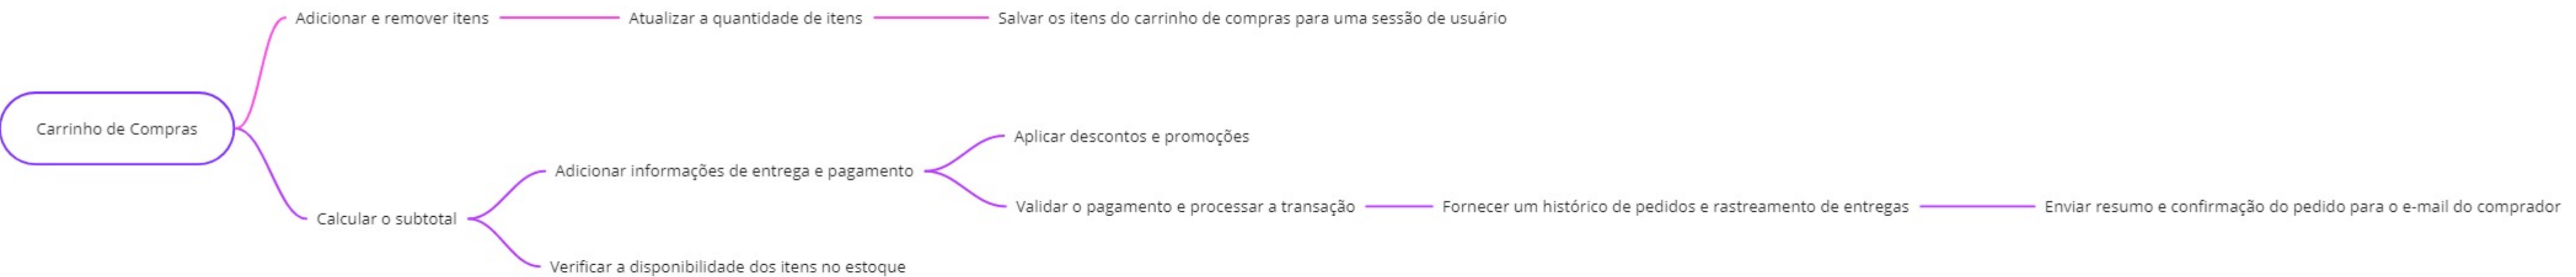 Adicionar e remover itens
Atualizar a quantidade de itens
Salvar os itens do carrinho de compras para uma sessão de usuário
Carrinho de Compras
Aplicar descontos e promoções
Adicionar informações de entrega e pagamento
Validar o pagamento e processar a transação
Fornecer um histórico de pedidos e rastreamento de entregas
Enviar resumo e confirmação do pedido para o e-mail do comprador
Calcular o subtotal
Verificar a disponibilidade dos itens no estoque